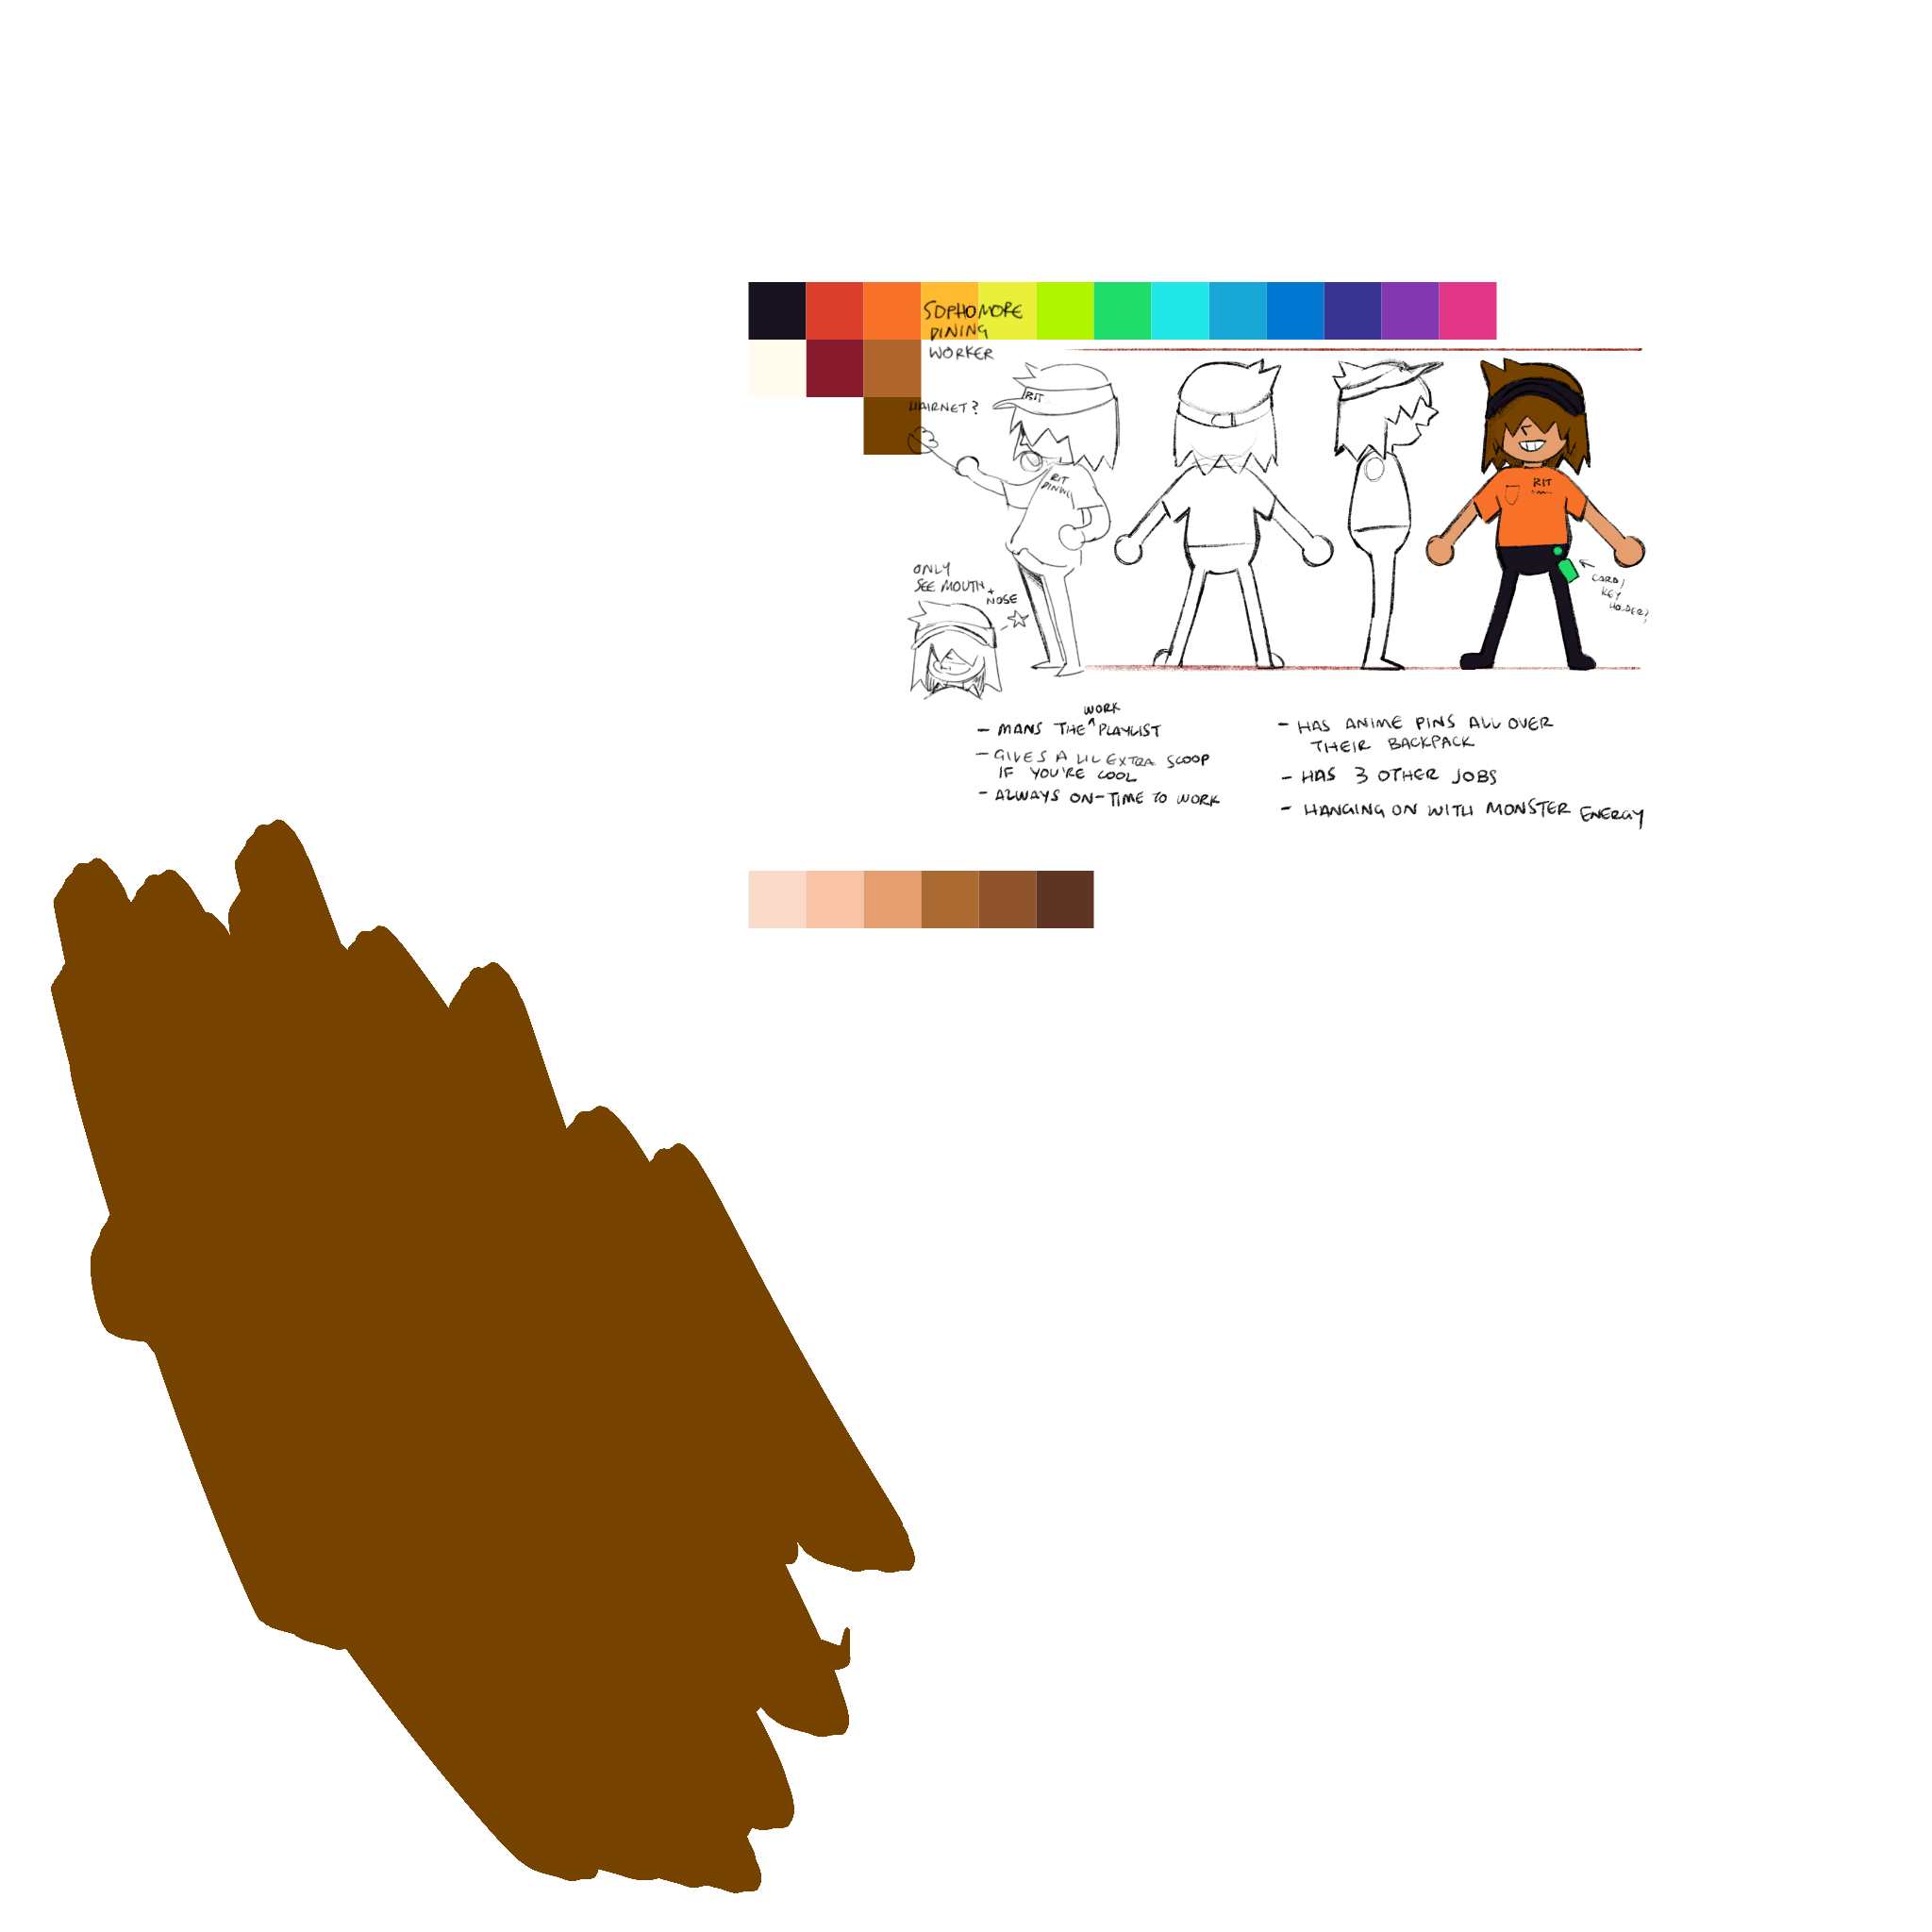 SOPHOMORE
DINING
WORKER
HAIRNET?
RIT
RIT
DINING
ONLY
SEE MOUTH +
NOSE
RIT
CARD/
KEY
HOLDER/
- MANS THE ^ WORK PLAYLIST
- GIVES A LIL EXTRA SCOOP
IF YOU'RE COOL
- ALWAYS ON-TIME TO WORK
- HAS ANIME PINS ALL OVER
THEIR BACKPACK
- HAS 3 OTHER JOBS
- HANGING ON WITH MONSTER ENERGY